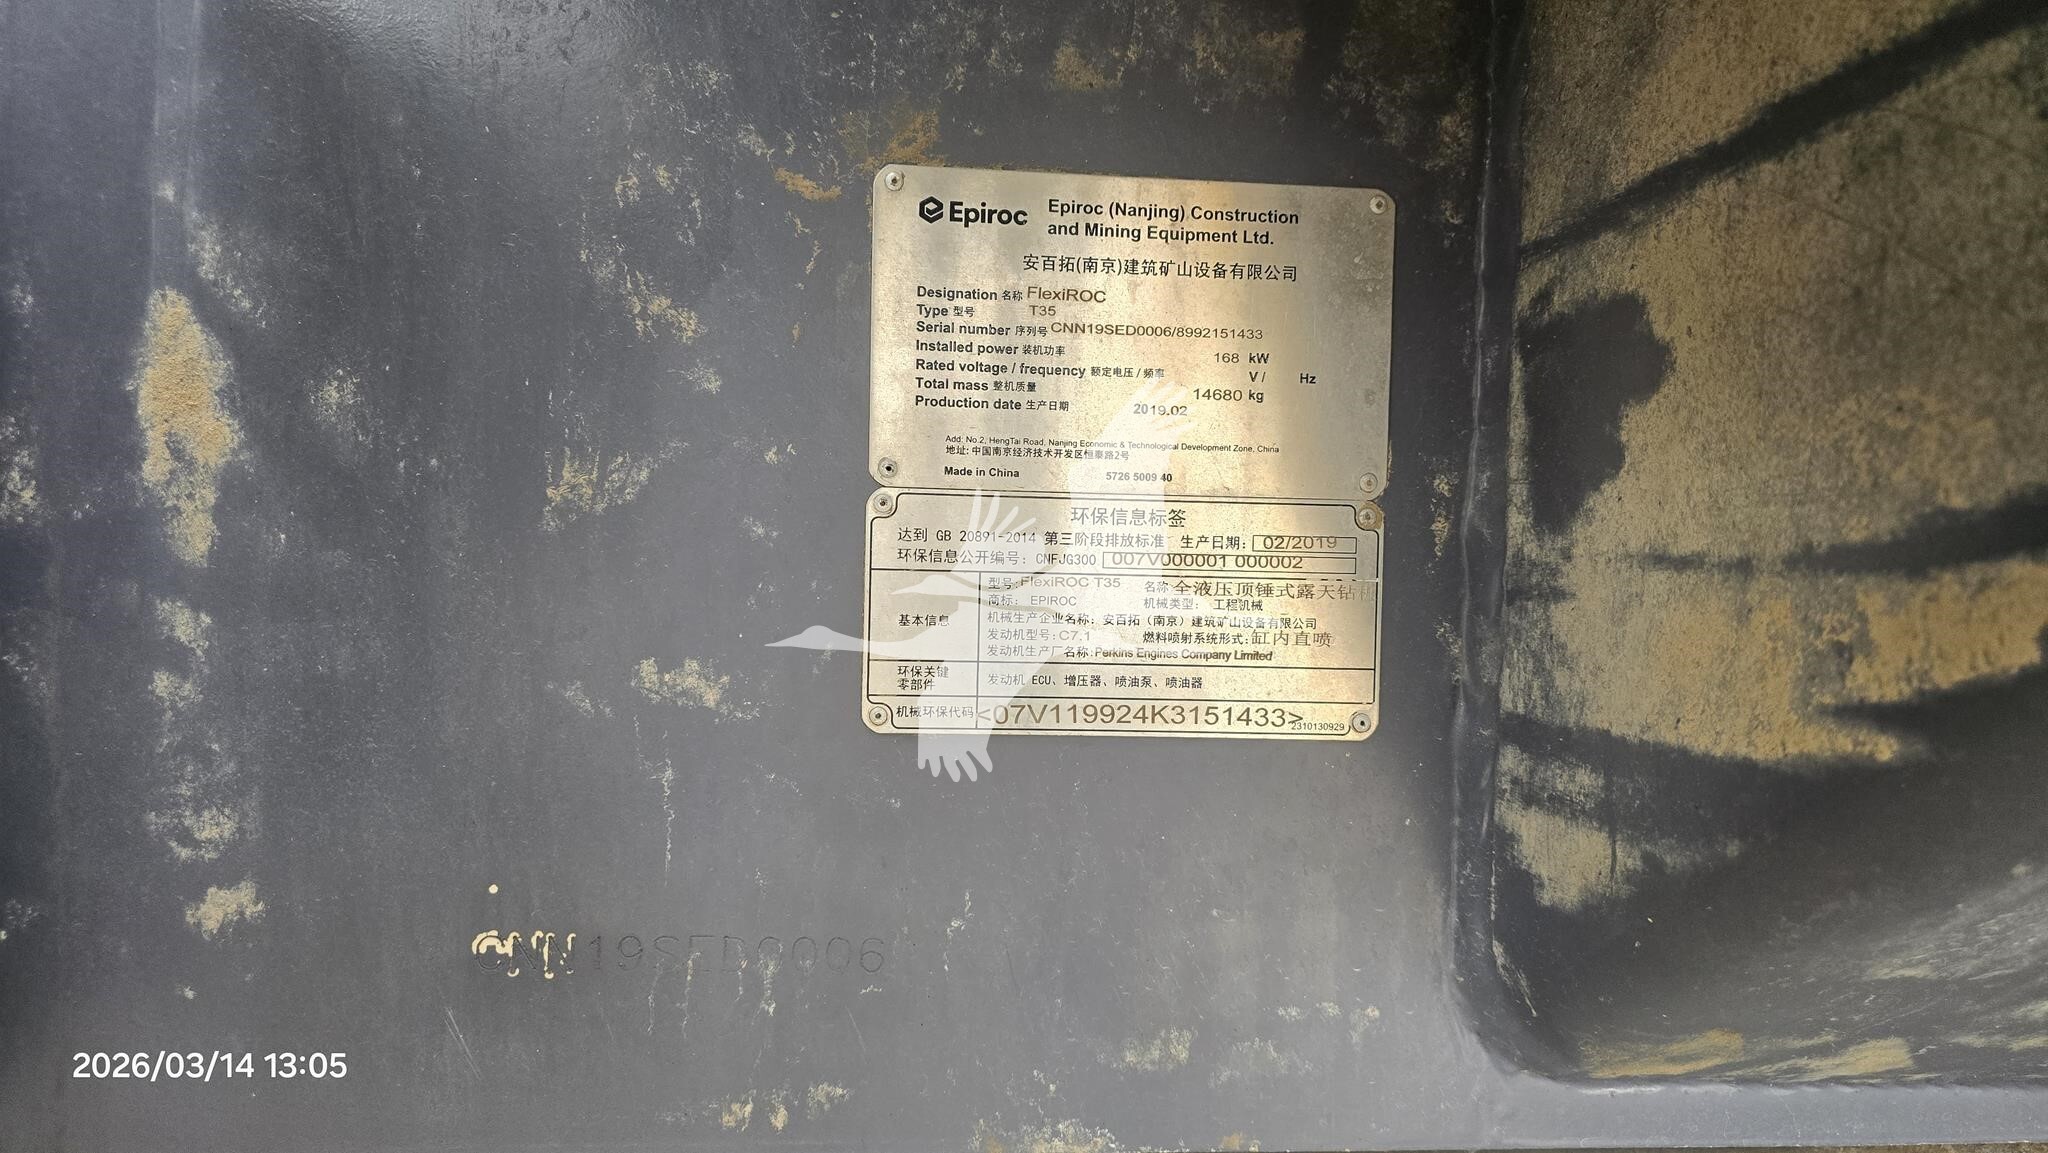 Epiroc
Epiroc (Nanjing) Construction
and Mining Equipment Ltd.
安百拓(南京)建筑矿山设备有限公司
Designation 名称 FlexiROC
Type 型号 T35
Serial number 序列号 CNN19SED0006/8992151433
Installed power 装机功率 168 kW
Rated voltage / frequency 额定电压 / 频率 V / Hz
Total mass 整机质量 14680 kg
Production date 生产日期 2019.02
Add: No.2, HengTai Road, Nanjing Economic & Technological Development Zone, China
地址: 中国南京经济技术开发区恒泰路2号
Made in China 5726 5009 40
环保信息标签
达到 GB 20891-2014 第三阶段排放标准 生产日期: 02/2019
环保信息公开编号: CNFJG300 007V000001 000002
基本信息
型号: FlexiROC T35 名称 全液压顶锤式露天钻机
商标: EPIROC 机械类型: 工程机械
机械生产企业名称: 安百拓（南京）建筑矿山设备有限公司
发动机型号: C7.1 燃料喷射系统形式: 缸内直喷
发动机生产厂名称: Perkins Engines Company Limited
环保关键
零部件
发动机 ECU、增压器、喷油泵、喷油器
机械环保代码 <07V119924K3151433>
2310130929
CNN19SED0006
2026/03/14 13:05